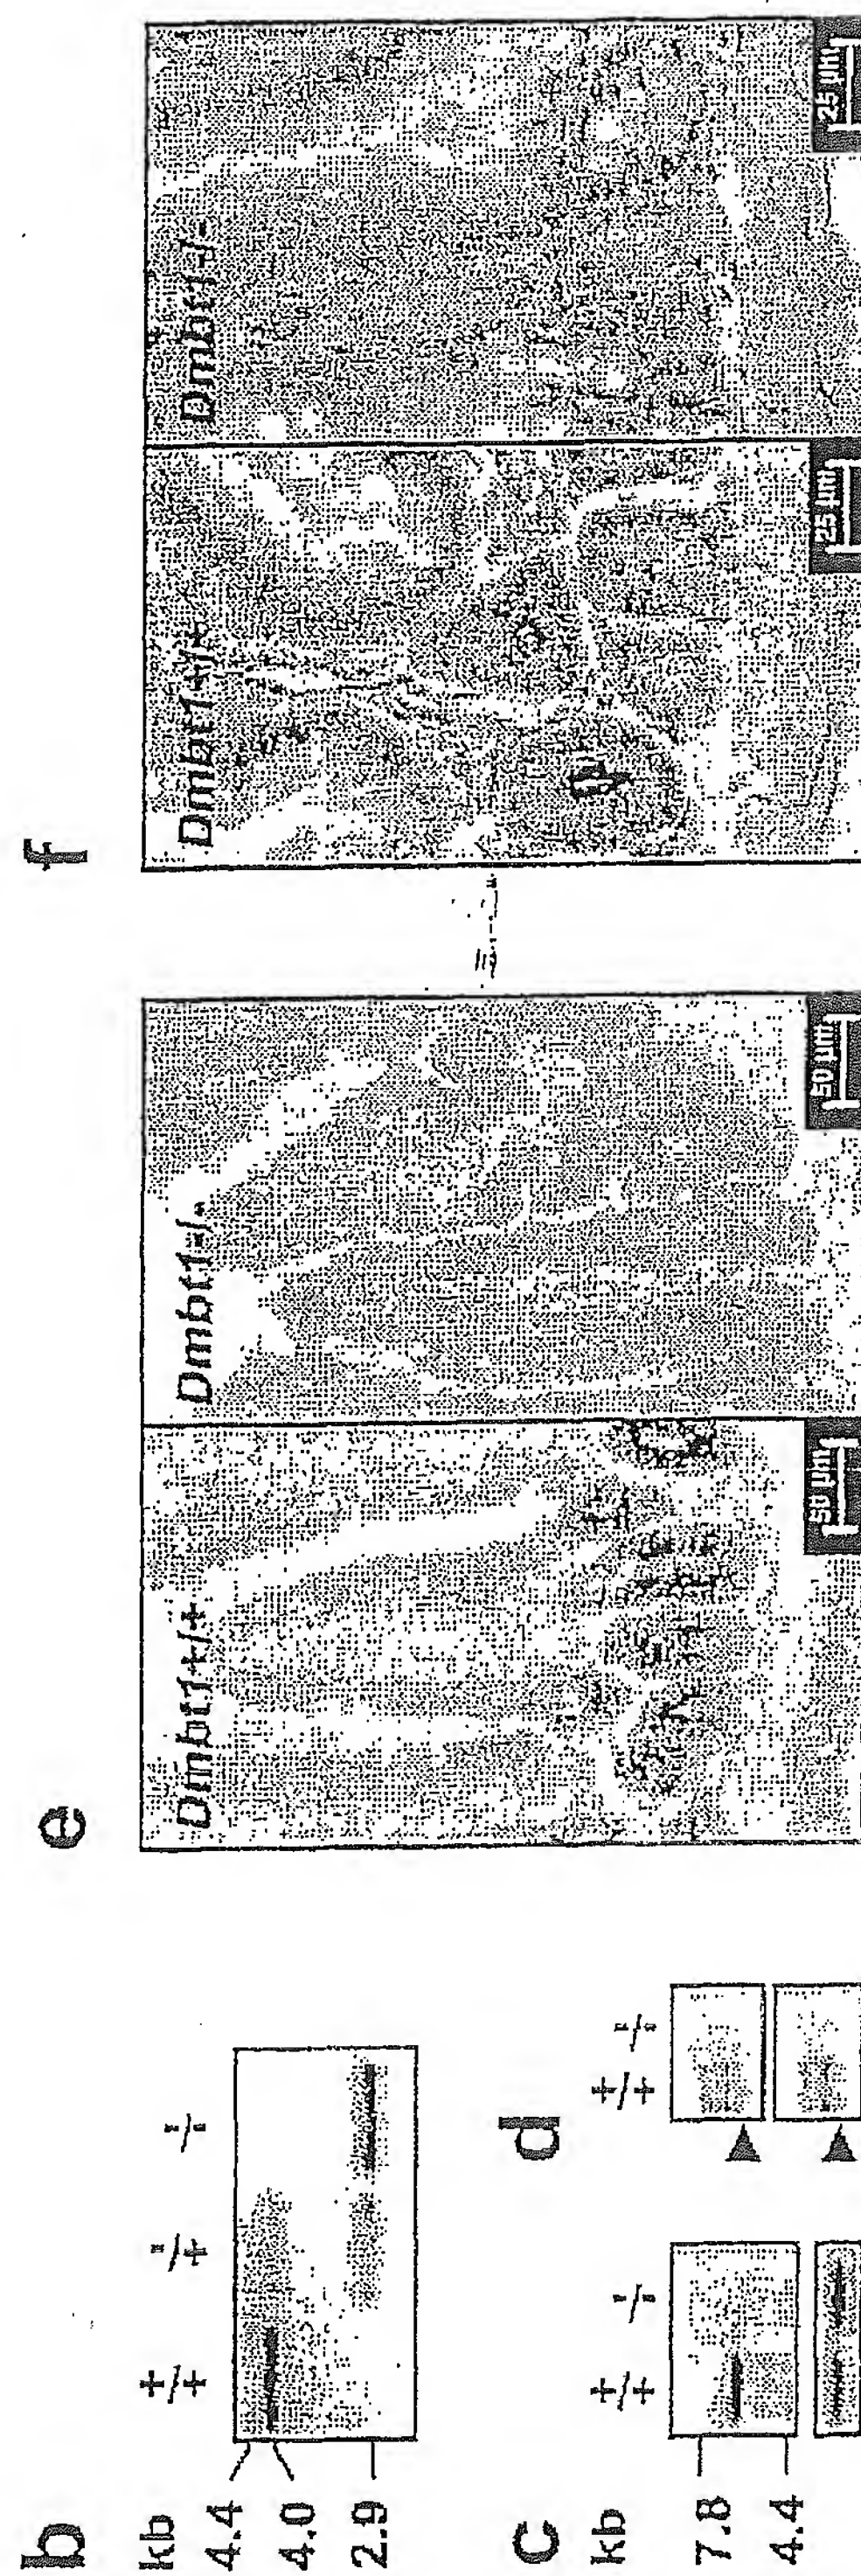 b
kb
4.4
4.0
2.9
+/+
+/-
-/-
c
kb
7.8
4.4
+/+
-/-
d
+/+
-/-
e
Dmbt1+/+
50 µm
Dmbt1-/-
50 µm
f
Dmbt1+/+
25 µm
Dmbt1-/-
25 µm